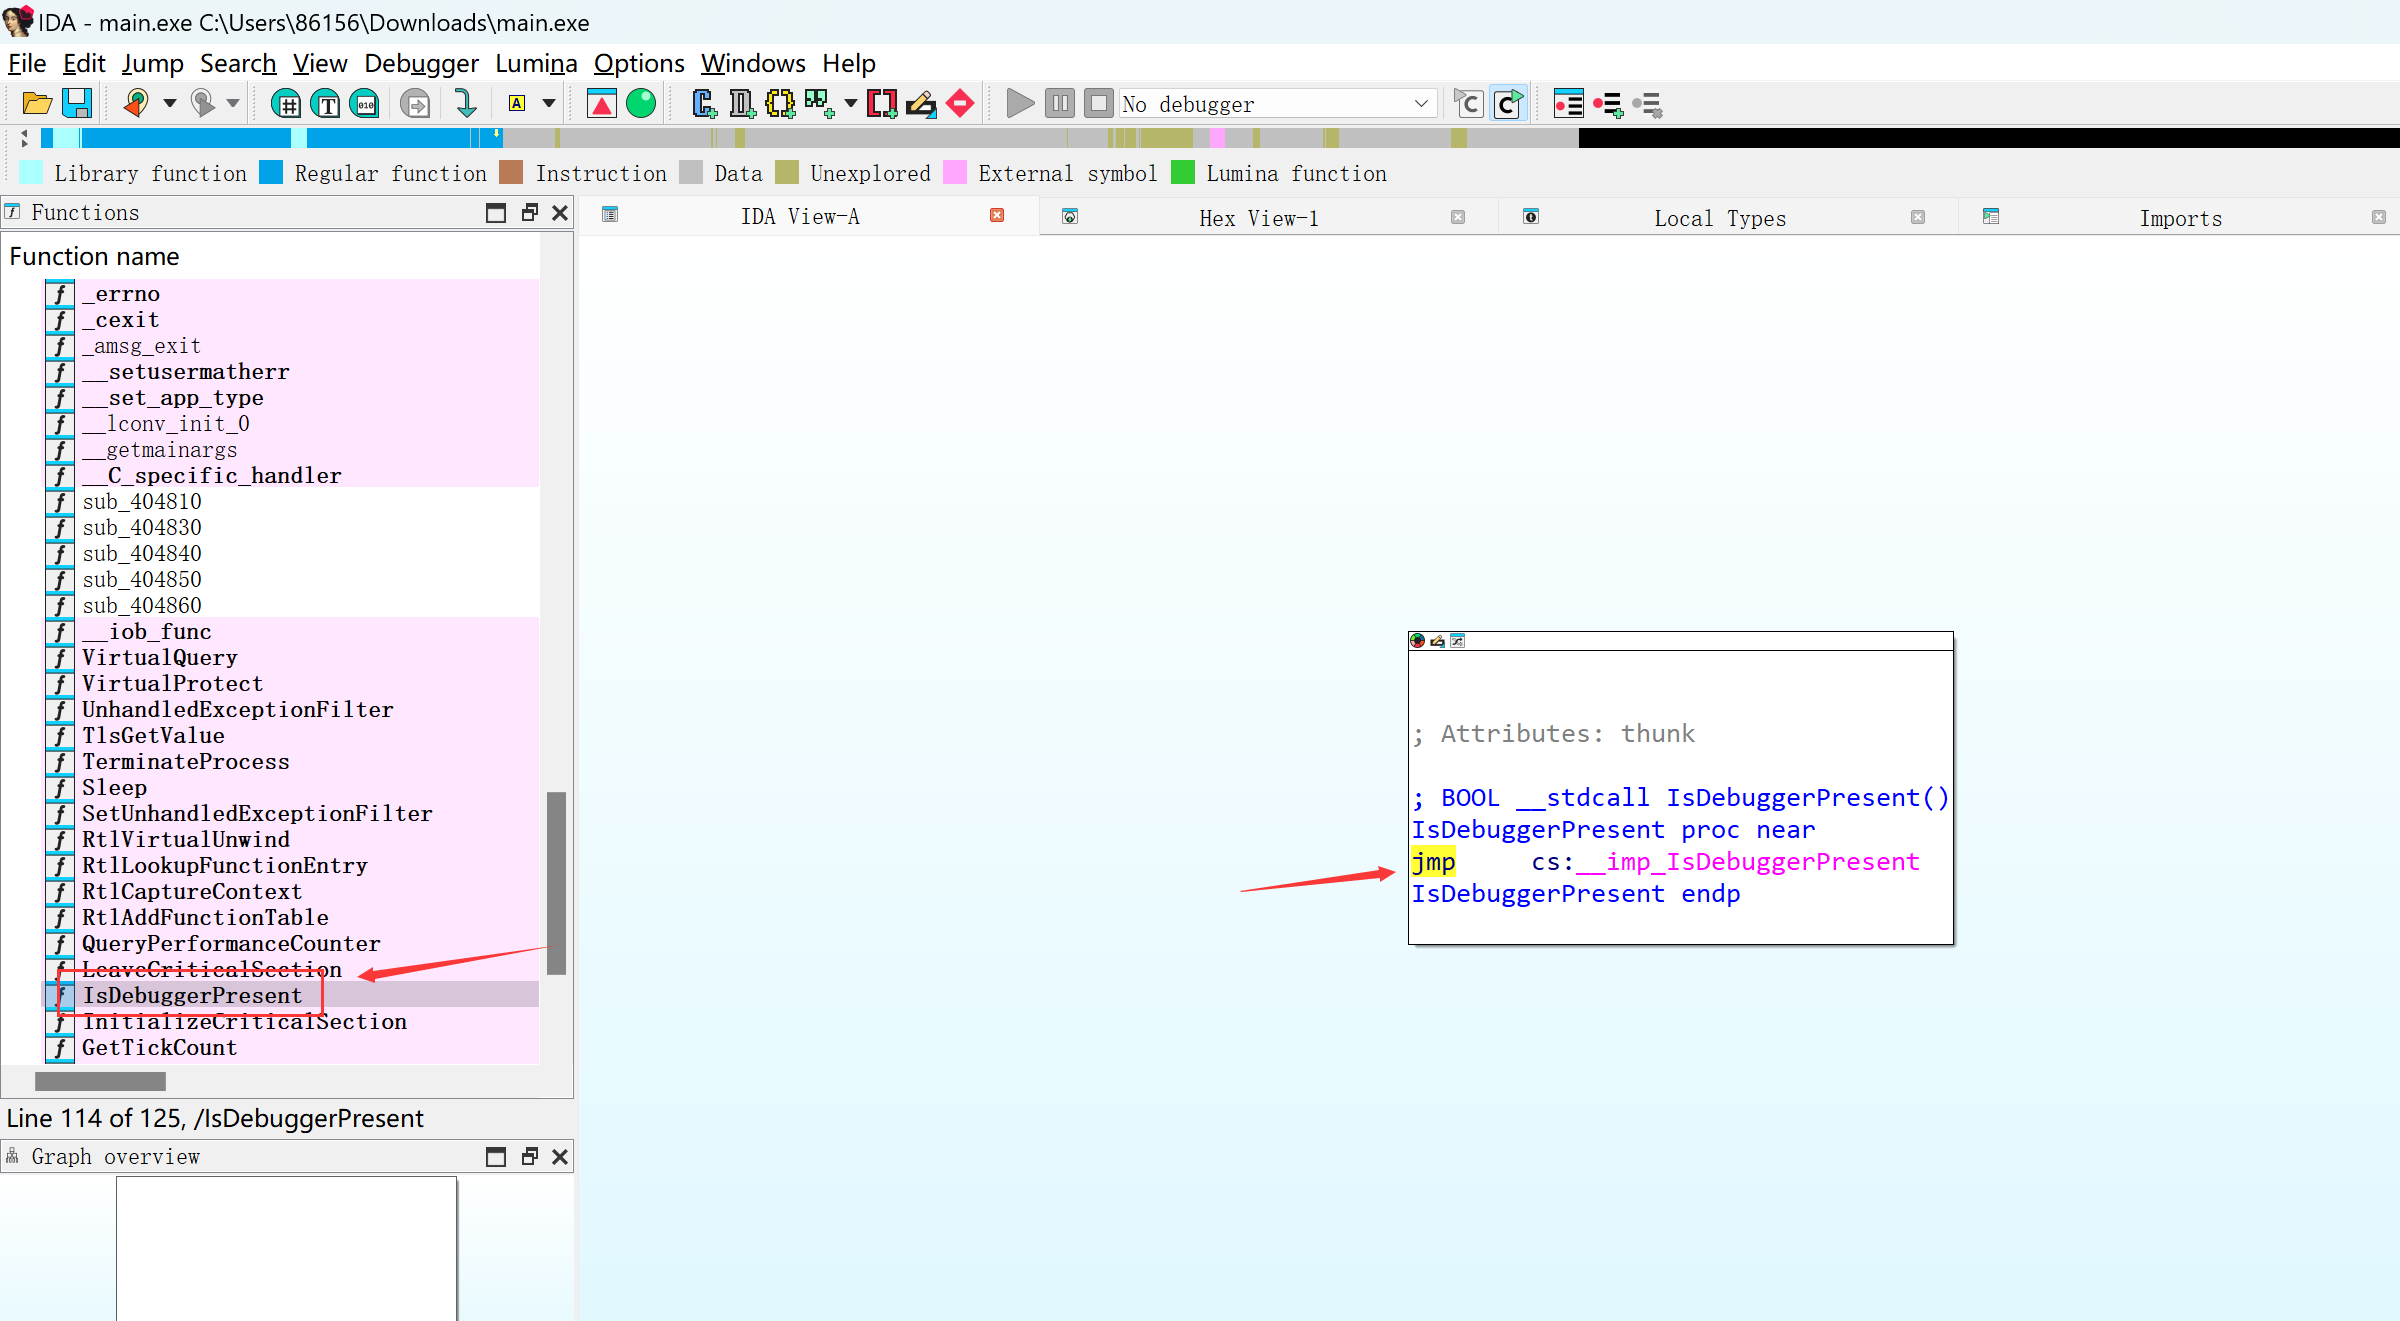 IDA - main.exe C:\Users\86156\Downloads\main.exe
File Edit Jump Search View Debugger Lumina Options Windows Help
No debugger
Library function Regular function Instruction Data Unexplored External symbol Lumina function
Functions
IDA View-A
Hex View-1
Local Types
Imports
Function name
_errno
_cexit
_amsg_exit
__setusermatherr
__set_app_type
__lconv_init_0
__getmainargs
__C_specific_handler
sub_404810
sub_404830
sub_404840
sub_404850
sub_404860
__iob_func
VirtualQuery
VirtualProtect
UnhandledExceptionFilter
TlsGetValue
TerminateProcess
Sleep
SetUnhandledExceptionFilter
RtlVirtualUnwind
RtlLookupFunctionEntry
RtlCaptureContext
RtlAddFunctionTable
QueryPerformanceCounter
LeaveCriticalSection
IsDebuggerPresent
InitializeCriticalSection
GetTickCount
Line 114 of 125, /IsDebuggerPresent
Graph overview
; Attributes: thunk
; BOOL __stdcall IsDebuggerPresent()
IsDebuggerPresent proc near
jmp cs:__imp_IsDebuggerPresent
IsDebuggerPresent endp